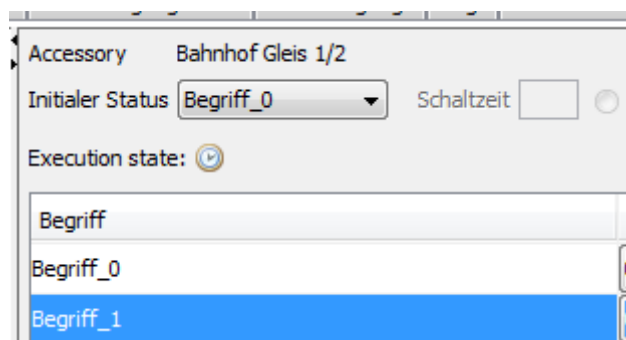 Accessory Bahnhof Gleis 1/2
Initialer Status Begriff_0 Schaltzeit
Execution state:
Begriff
Begriff_0
Begriff_1